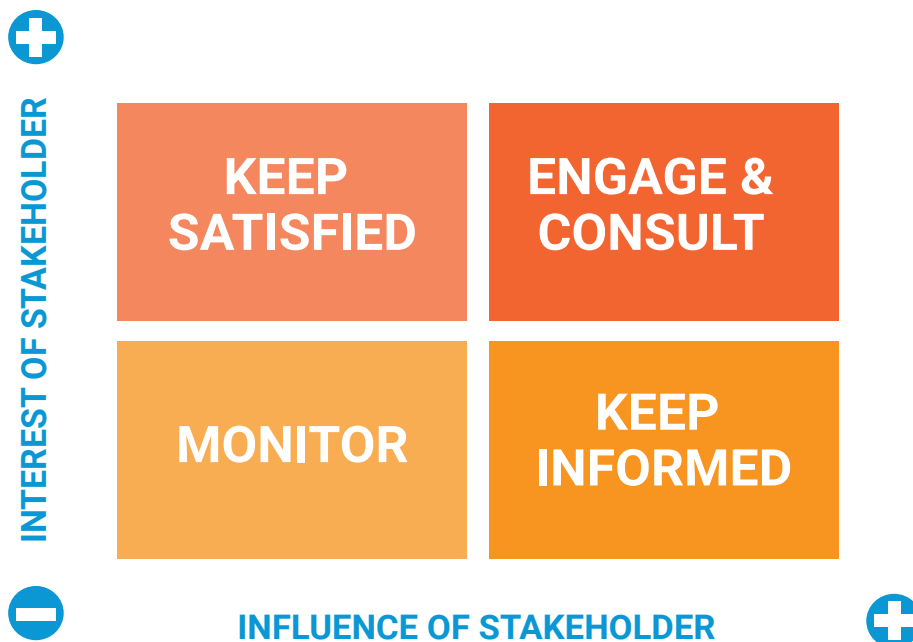 INTEREST OF STAKEHOLDER
KEEP
SATISFIED
ENGAGE &
CONSULT
MONITOR
KEEP
INFORMED
INFLUENCE OF STAKEHOLDER